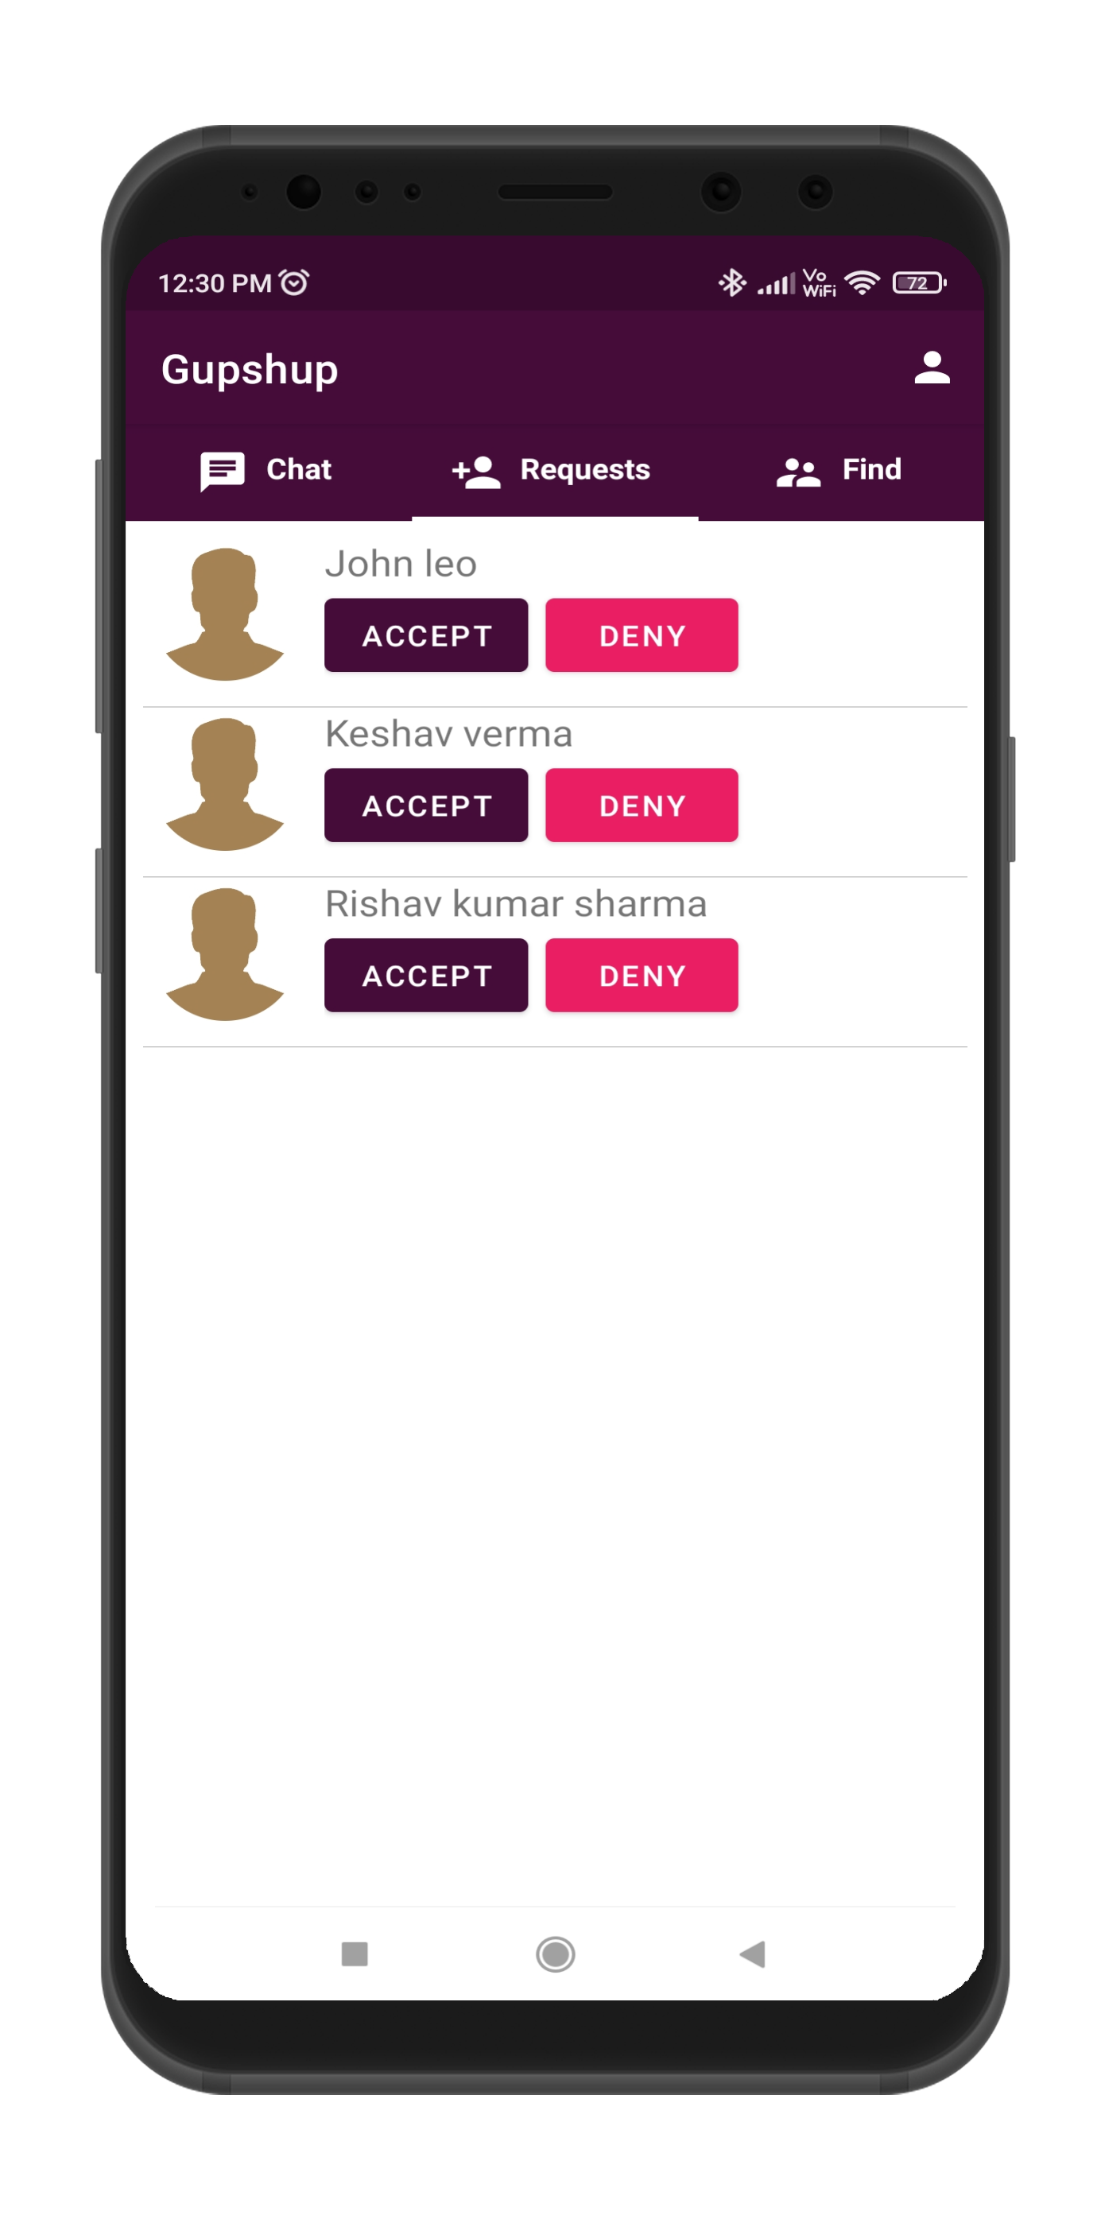 12:30 PM Vo WiFi 72
Gupshup
Chat Requests Find
John leo
ACCEPT DENY
Keshav verma
ACCEPT DENY
Rishav kumar sharma
ACCEPT DENY